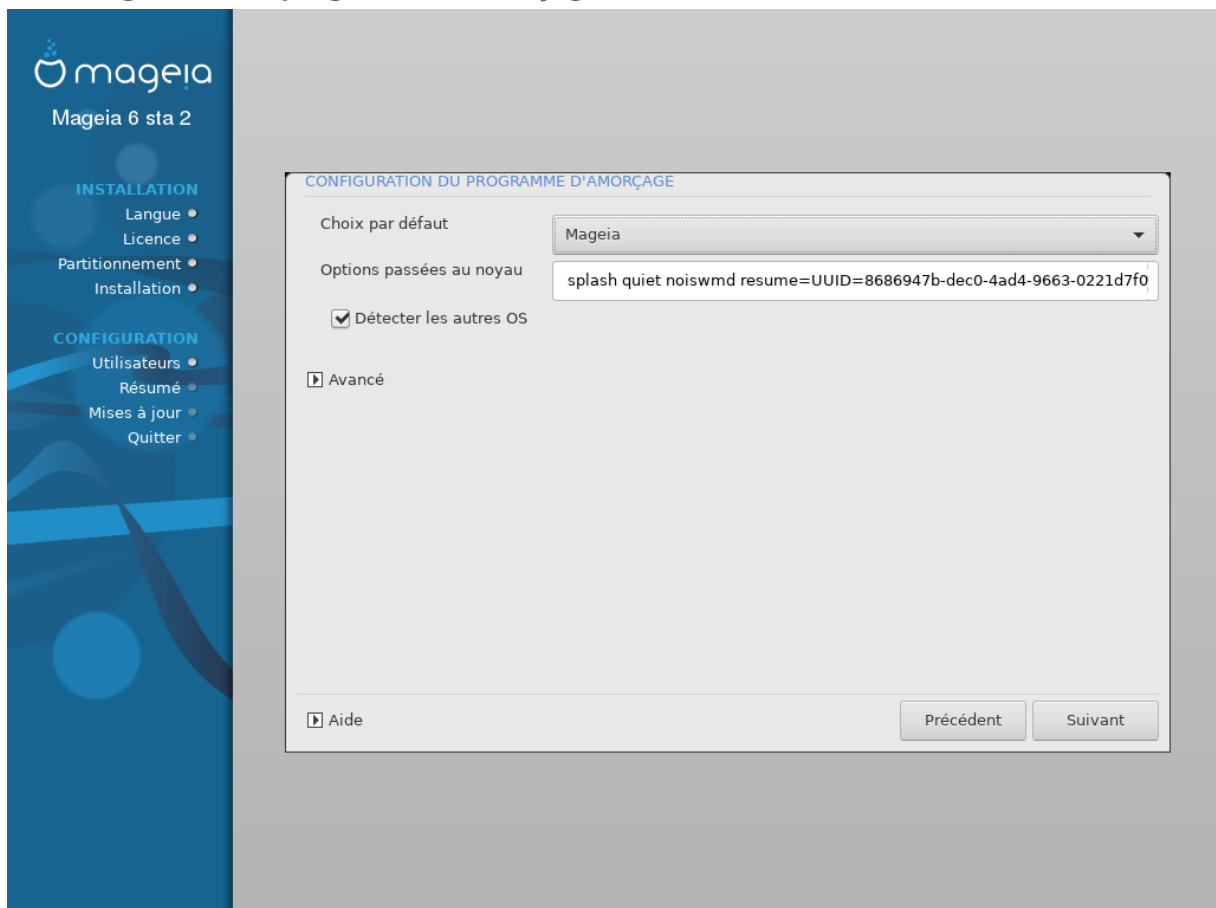 mageia
Mageia 6 sta 2
INSTALLATION
Langue
Licence
Partitionnement
Installation
CONFIGURATION
Utilisateurs
Résumé
Mises à jour
Quitter
CONFIGURATION DU PROGRAMME D'AMORÇAGE
Choix par défaut
Mageia
Options passées au noyau
splash quiet noiswmd resume=UUID=8686947b-dec0-4ad4-9663-0221d7f0
Détecter les autres OS
Avancé
Aide
Précédent
Suivant